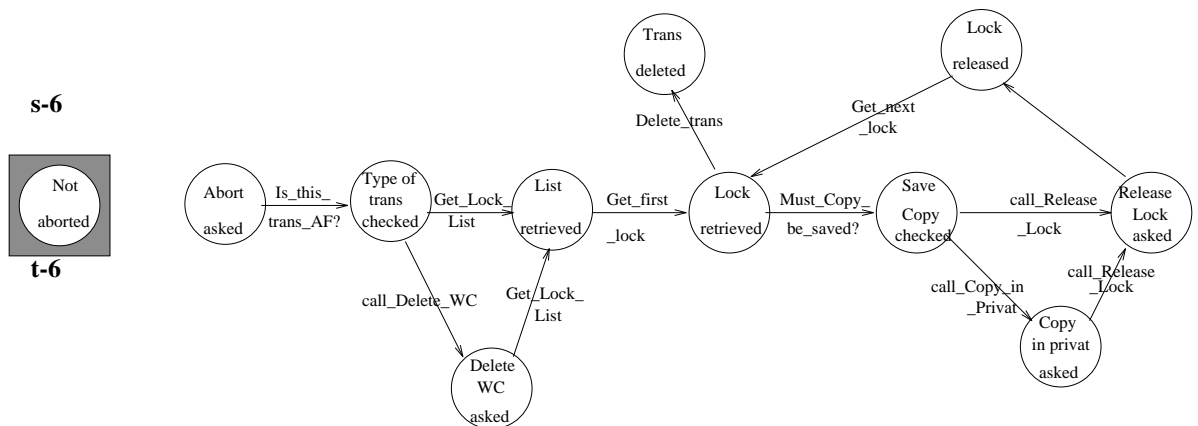 s-6
Not
aborted
t-6
Abort
asked
Is_this_
trans_AF?
Type of
trans
checked
Get_Lock_
List
call_Delete_WC
Delete
WC
asked
Get_Lock_
List
List
retrieved
Get_first
_lock
Lock
retrieved
Delete_trans
Trans
deleted
Must_Copy_
be_saved?
Save
Copy
checked
call_Release
_Lock
call_Copy_in
_Privat
Copy
in privat
asked
call_Release
_Lock
Release
Lock
asked
Lock
released
Get_next
_lock